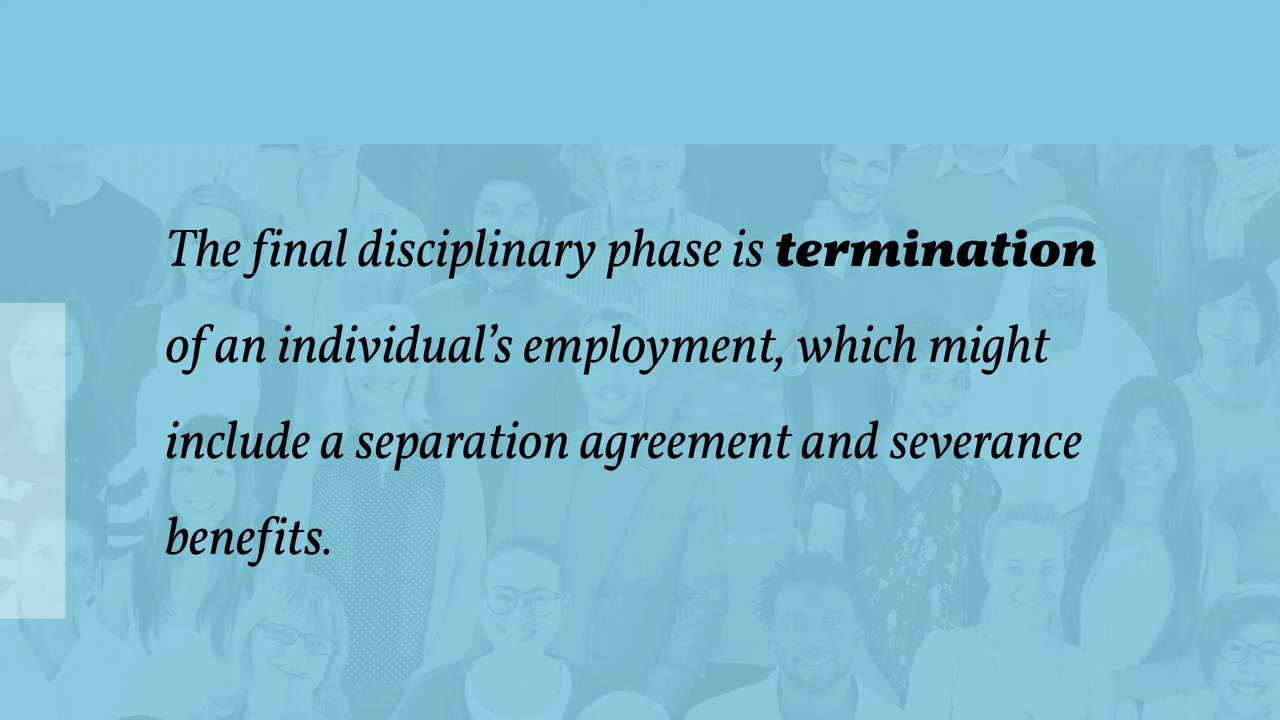 The final disciplinary phase is termination
of an individual’s employment, which might
include a separation agreement and severance
benefits.